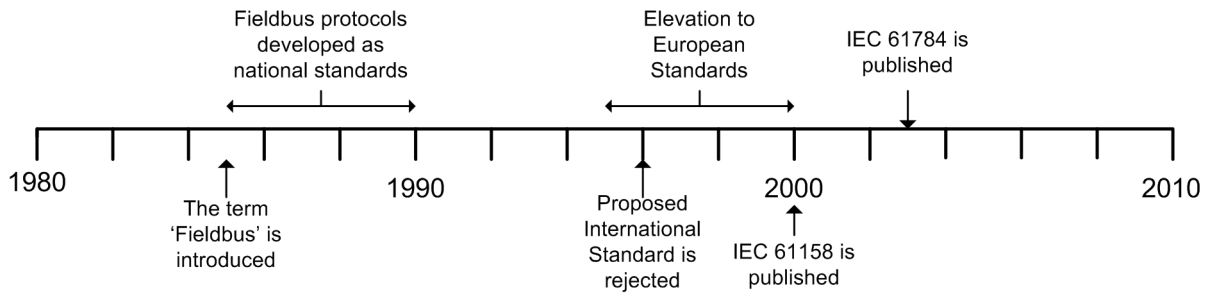 Fieldbus protocols
developed as
national standards
Elevation to
European
Standards
IEC 61784 is
published
1980
1990
2000
2010
The term
‘Fieldbus’ is
introduced
Proposed
International
Standard is
rejected
IEC 61158 is
published